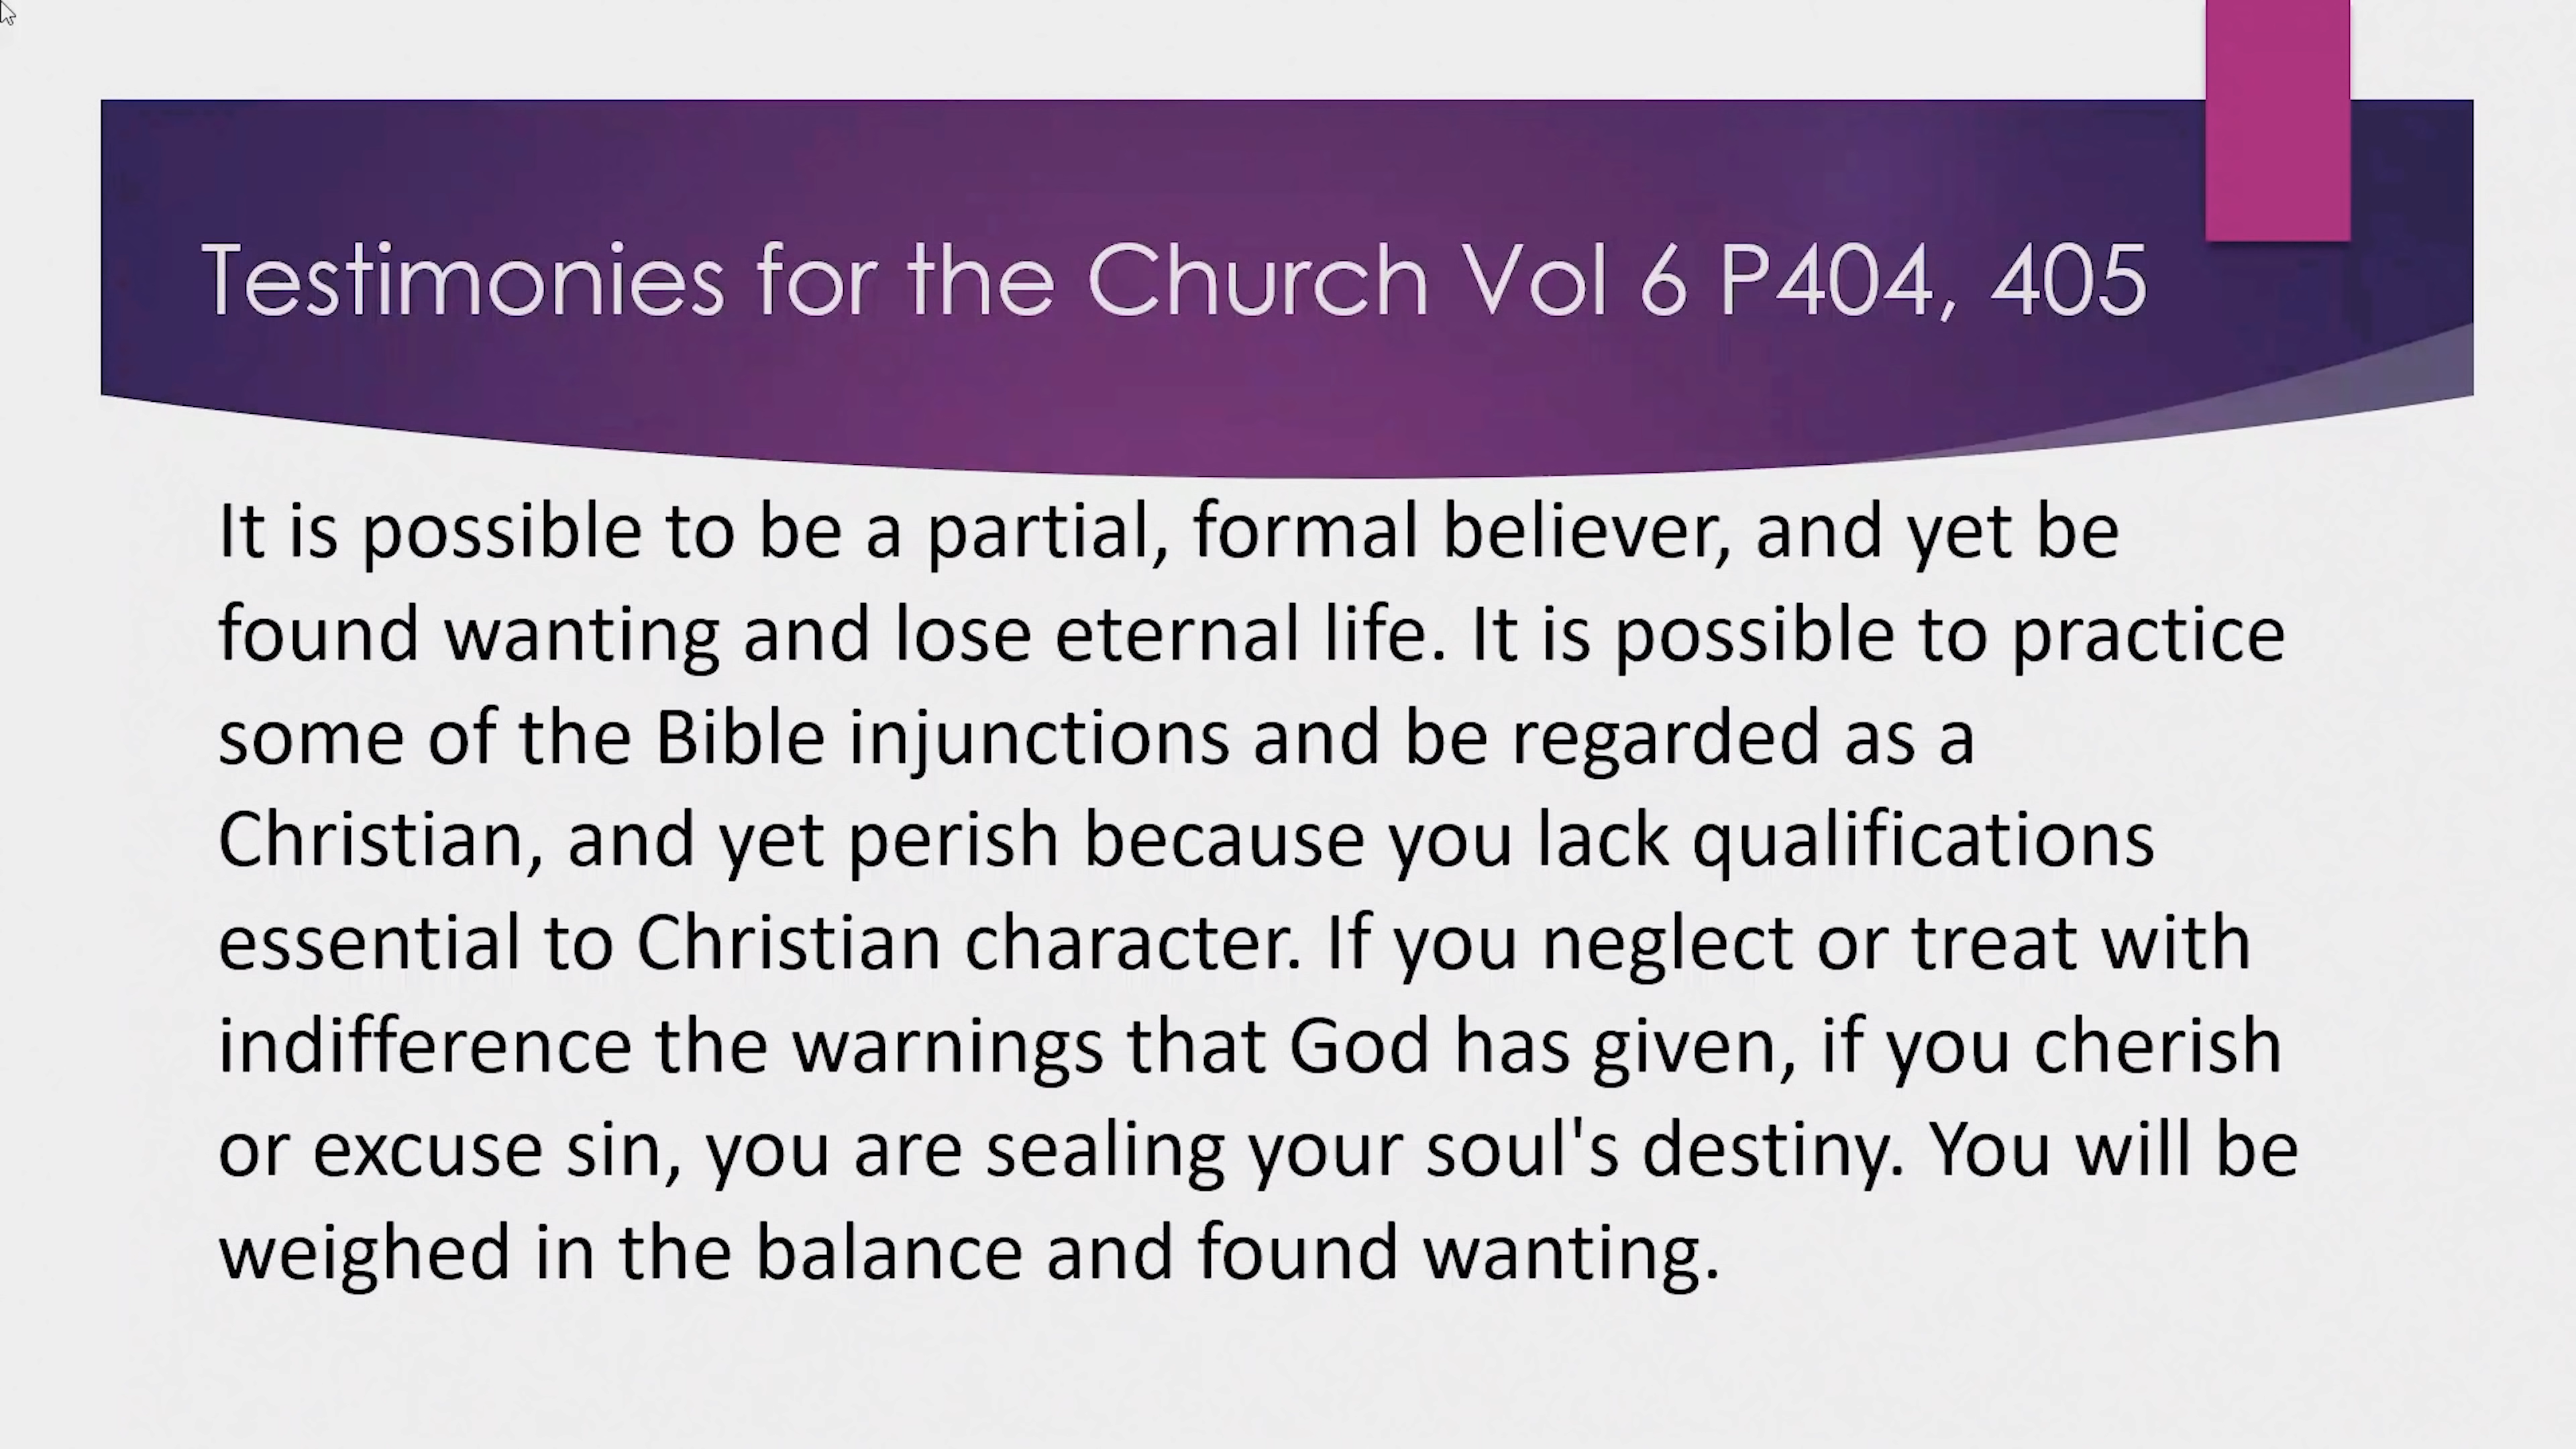 Testimonies for the Church Vol 6 P404, 405
It is possible to be a partial, formal believer, and yet be
found wanting and lose eternal life. It is possible to practice
some of the Bible injunctions and be regarded as a
Christian, and yet perish because you lack qualifications
essential to Christian character. If you neglect or treat with
indifference the warnings that God has given, if you cherish
or excuse sin, you are sealing your soul's destiny. You will be
weighed in the balance and found wanting.